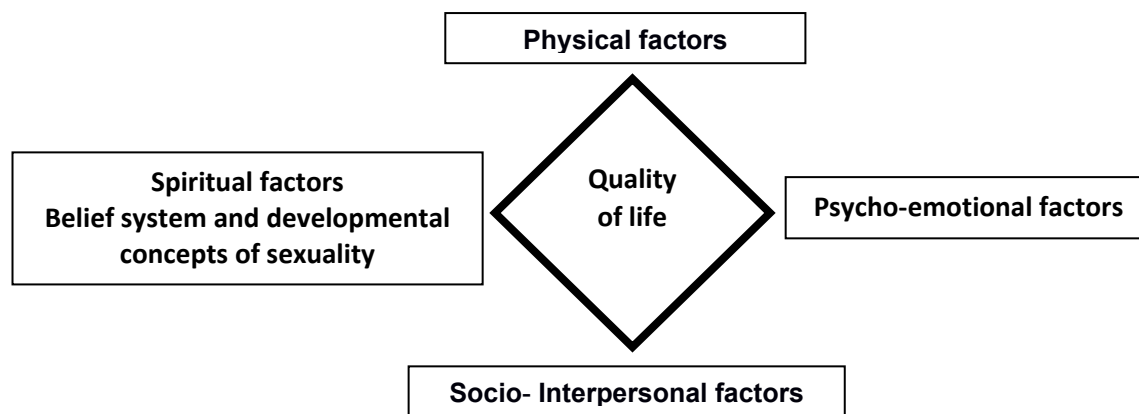 Physical factors
Spiritual factors
Belief system and developmental
concepts of sexuality
Quality
of life
Psycho-emotional factors
Socio- Interpersonal factors